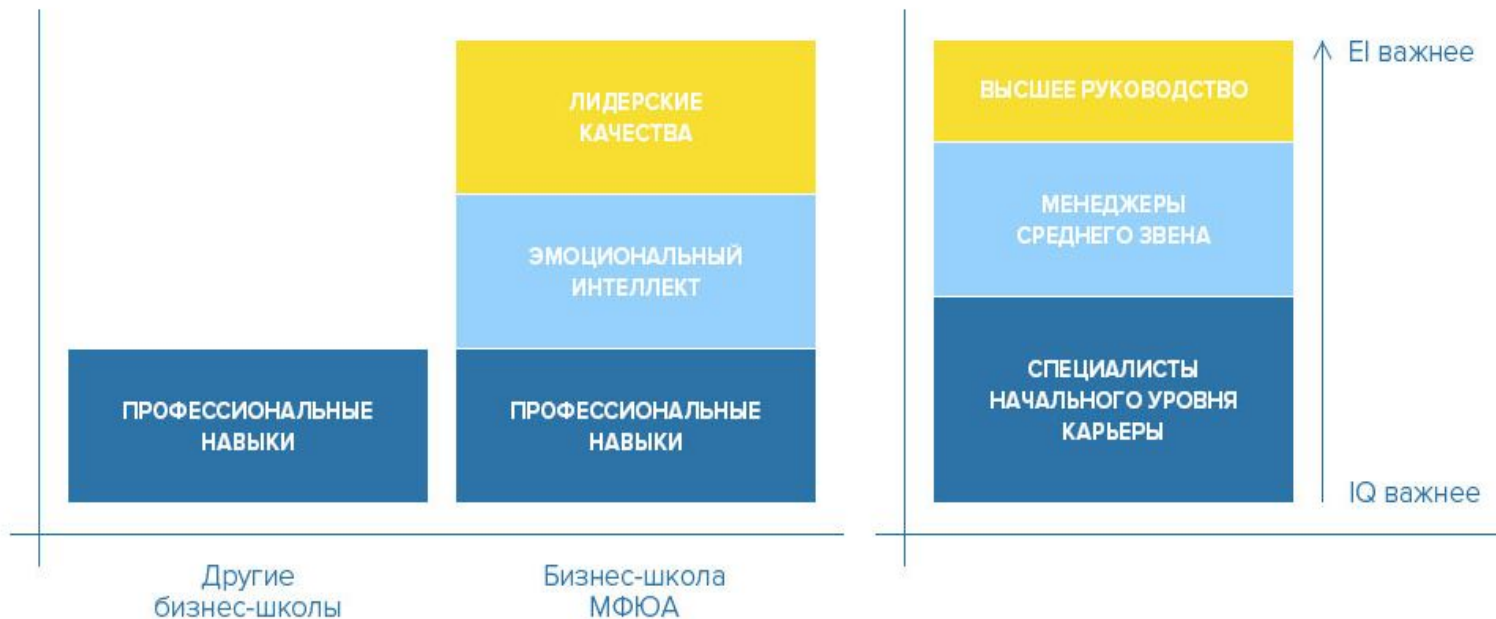 ЛИДЕРСКИЕ
КАЧЕСТВА
ЭМОЦИОНАЛЬНЫЙ
ИНТЕЛЛЕКТ
ПРОФЕССИОНАЛЬНЫЕ
НАВЫКИ
ПРОФЕССИОНАЛЬНЫЕ
НАВЫКИ
Другие
бизнес-школы
Бизнес-школа
МФЮА
ВЫСШЕЕ РУКОВОДСТВО
МЕНЕДЖЕРЫ
СРЕДНЕГО ЗВЕНА
СПЕЦИАЛИСТЫ
НАЧАЛЬНОГО УРОВНЯ
КАРЬЕРЫ
EI важнее
IQ важнее